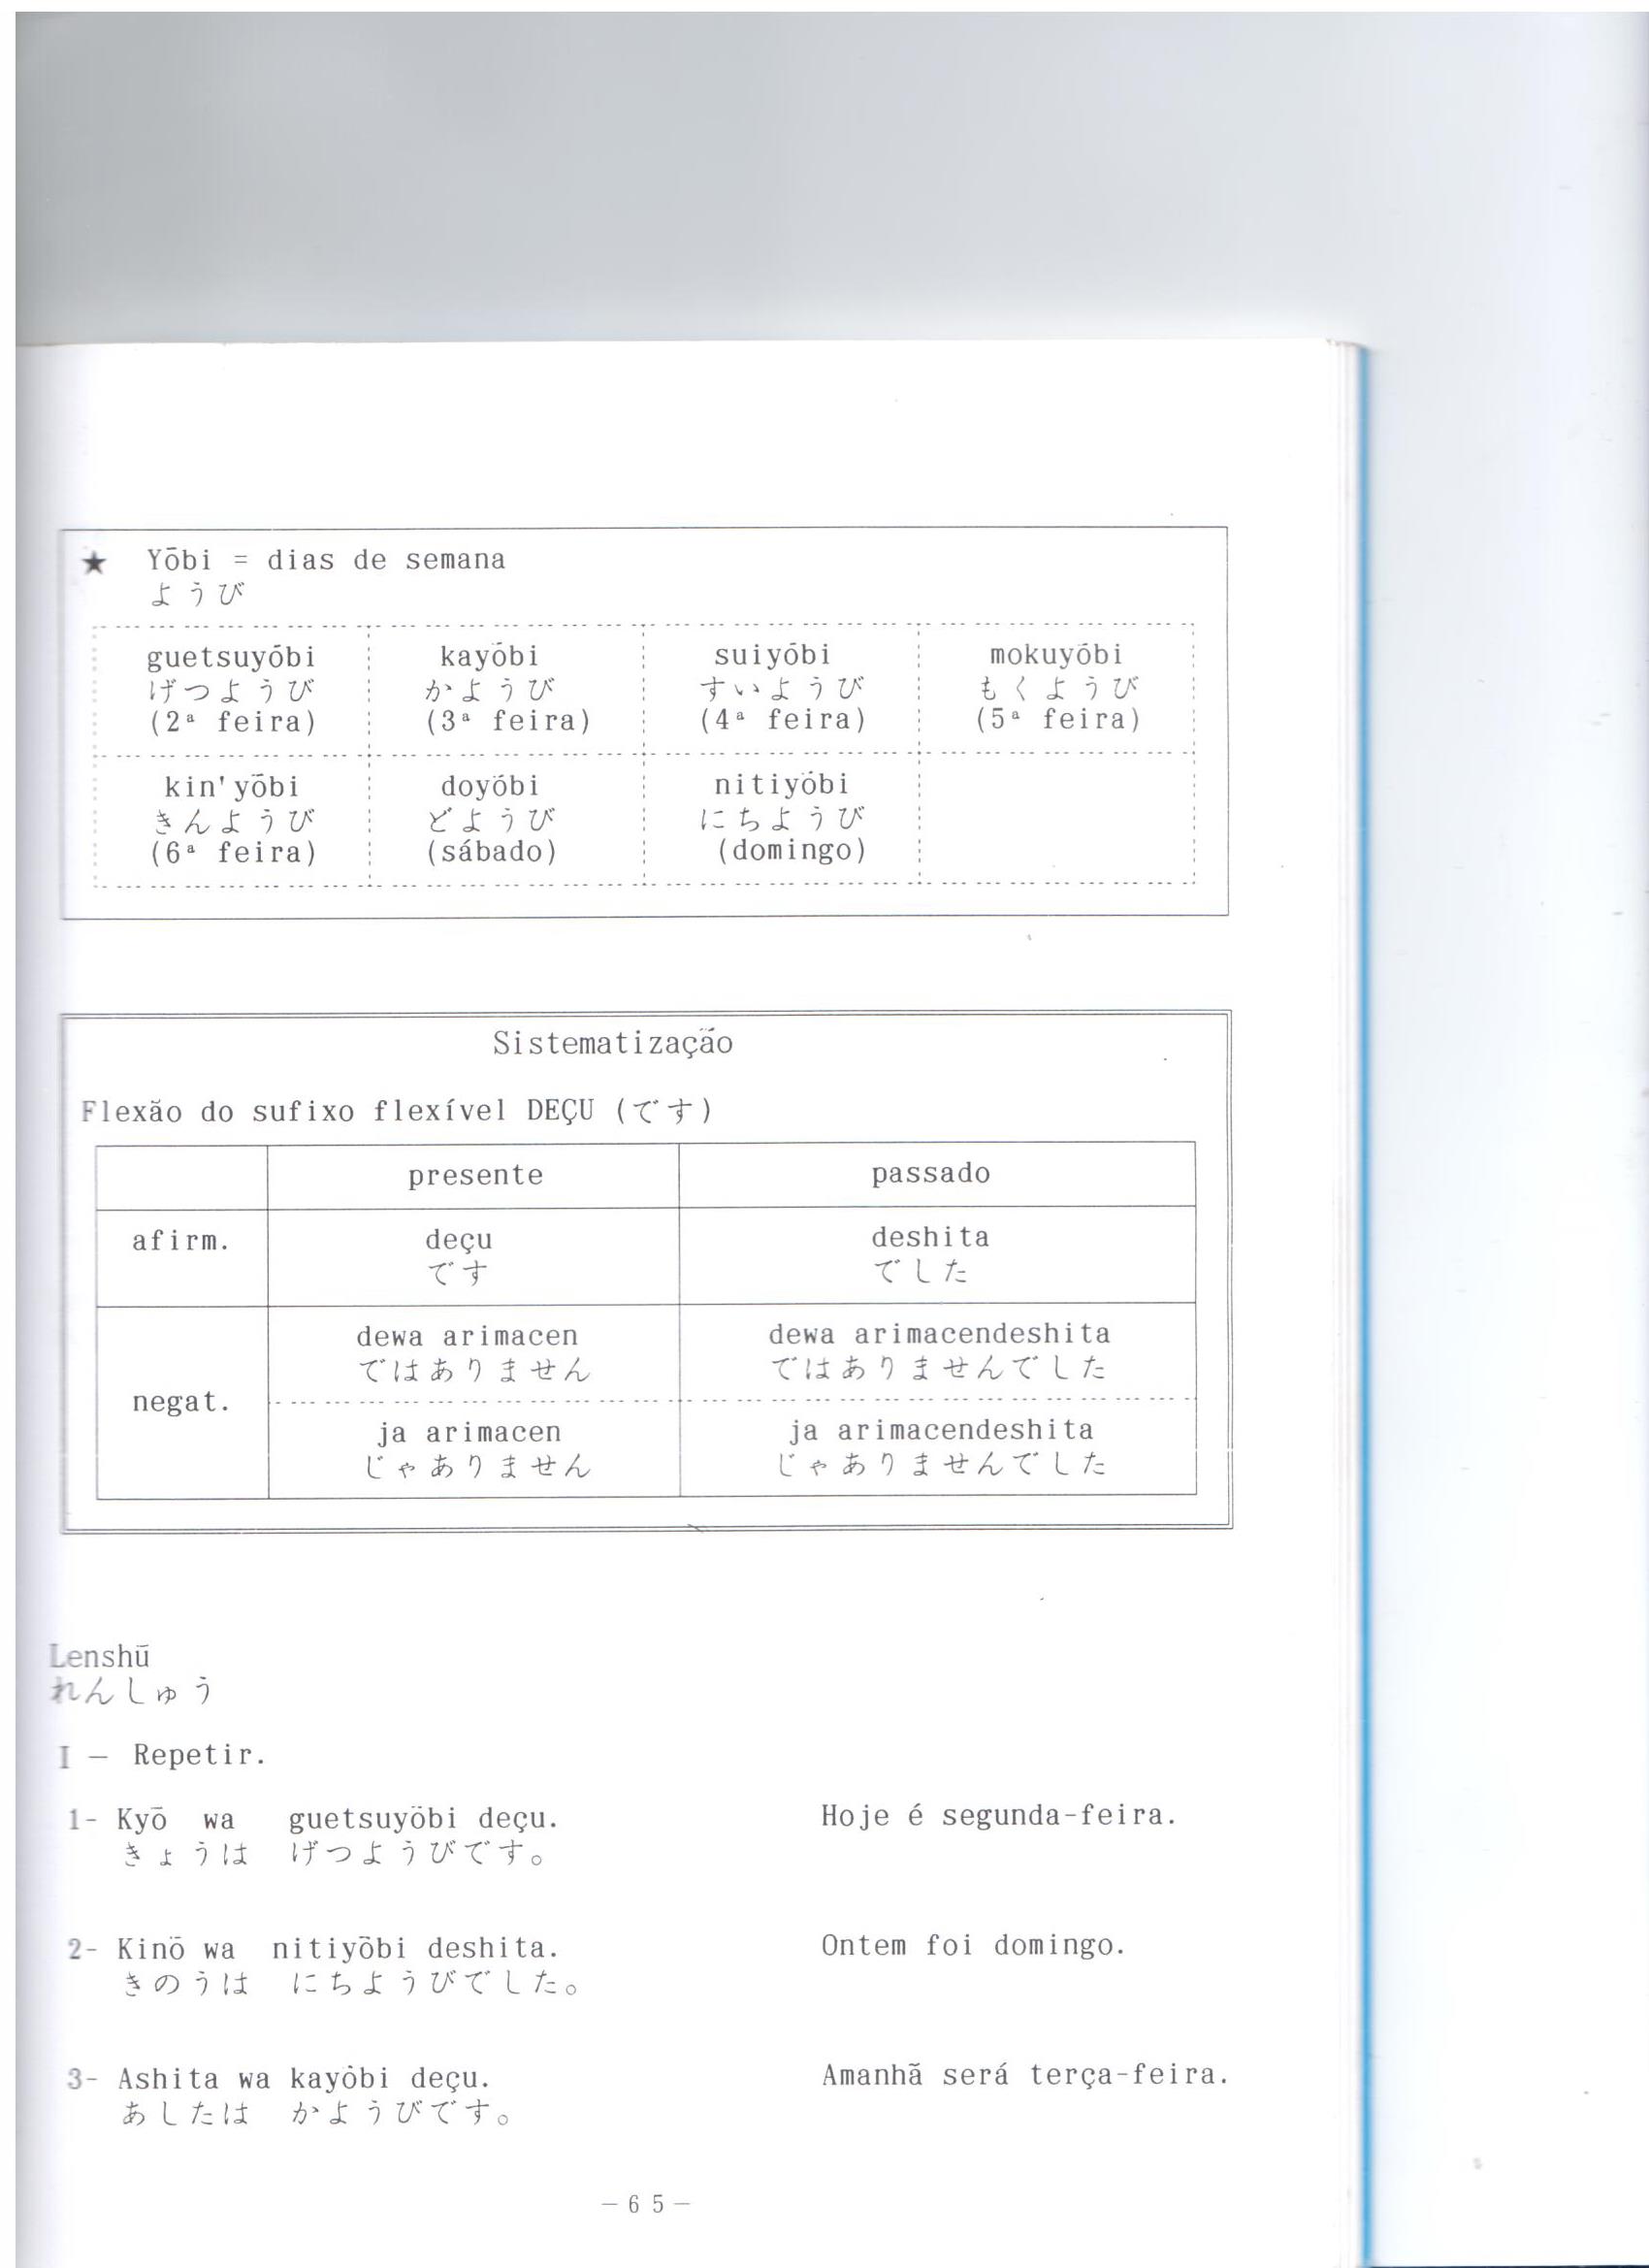 ★ Yōbi = dias de semana
ようび
guetsuyōbi kayōbi suiyōbi mokuyōbi
げつようび かようび すいようび もくようび
(2ª feira) (3ª feira) (4ª feira) (5ª feira)
kin'yōbi doyōbi nitiyōbi
きんようび どようび にちようび
(6ª feira) (sábado) (domingo)
Sistematização
Flexão do sufixo flexível DEÇU (です)
presente passado
afirm. deçu deshita
です でした
dewa arimacen dewa arimacendeshita
ではありません ではありませんでした
negat.
ja arimacen ja arimacendeshita
じゃありません じゃありませんでした
Lenshū
れんしゅう
I – Repetir.
1- Kyō wa guetsuyōbi deçu. Hoje é segunda-feira.
きょうは げつようびです。
2- Kinō wa nitiyōbi deshita. Ontem foi domingo.
きのうは にちようびでした。
3- Ashita wa kayōbi deçu. Amanhã será terça-feira.
あしたは かようびです。
－65－